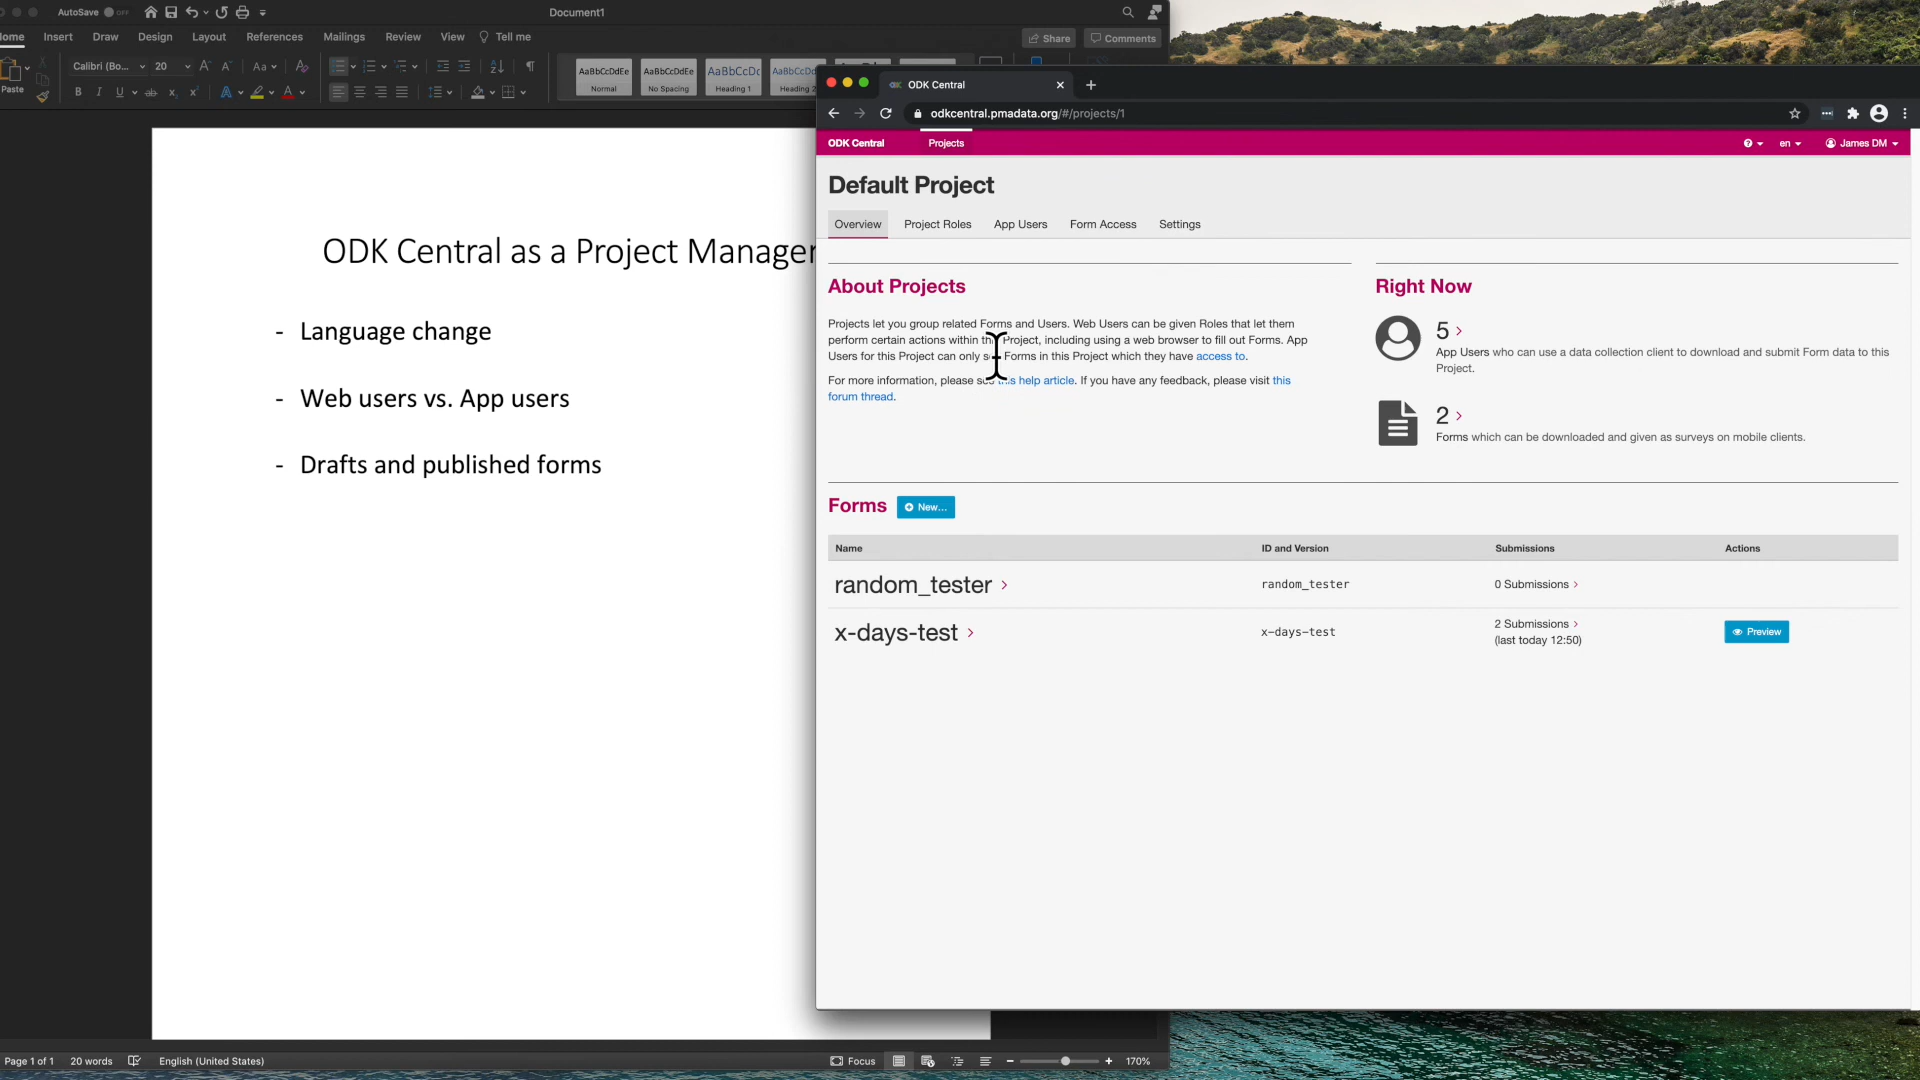 AutoSave OFF
Document1
Home Insert Draw Design Layout References Mailings Review View Tell me
Share Comments
Paste
Calibri (Bo... 20
AaBbCcDdEe AaBbCcDdEe AaBbCcDc AaBbCcDdE
Normal No Spacing Heading 1 Heading 2
ODK Central as a Project Manager
- Language change
- Web users vs. App users
- Drafts and published forms
Page 1 of 1 20 words English (United States)
Focus 170%
ODK Central
odkcentral.pmadata.org/#/projects/1
ODK Central Projects en James DM
Default Project
Overview Project Roles App Users Form Access Settings
About Projects
Projects let you group related Forms and Users. Web Users can be given Roles that let them
perform certain actions within the Project, including using a web browser to fill out Forms. App
Users for this Project can only see Forms in this Project which they have access to.
For more information, please see this help article. If you have any feedback, please visit this
forum thread.
Right Now
5
App Users who can use a data collection client to download and submit Form data to this
Project.
2
Forms which can be downloaded and given as surveys on mobile clients.
Forms New...
Name ID and Version Submissions Actions
random_tester random_tester 0 Submissions
x-days-test x-days-test 2 Submissions
(last today 12:50)
Preview